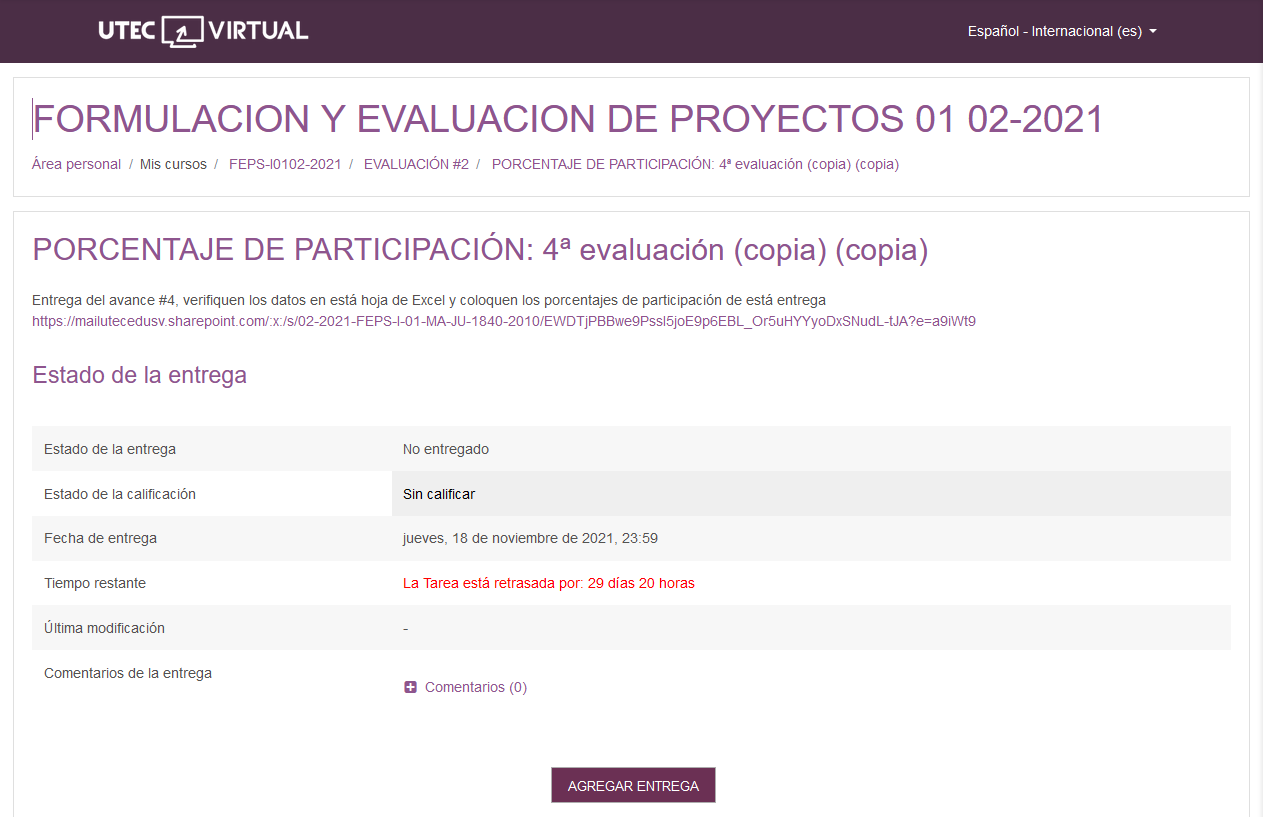 UTEC VIRTUAL
Español - Internacional (es)
FORMULACION Y EVALUACION DE PROYECTOS 01 02-2021
Área personal / Mis cursos / FEPS-I0102-2021 / EVALUACIÓN #2 / PORCENTAJE DE PARTICIPACIÓN: 4ª evaluación (copia) (copia)
PORCENTAJE DE PARTICIPACIÓN: 4ª evaluación (copia) (copia)
Entrega del avance #4, verifiquen los datos en está hoja de Excel y coloquen los porcentajes de participación de está entrega
https://mailutecedusv.sharepoint.com/:x:/s/02-2021-FEPS-I-01-MA-JU-1840-2010/EWDTjPBBwe9Pssl5joE9p6EBL_Or5uHYYyoDxSNudL-tJA?e=a9iWt9
Estado de la entrega
Estado de la entrega No entregado
Estado de la calificación Sin calificar
Fecha de entrega jueves, 18 de noviembre de 2021, 23:59
Tiempo restante La Tarea está retrasada por: 29 días 20 horas
Última modificación -
Comentarios de la entrega
Comentarios (0)
AGREGAR ENTREGA